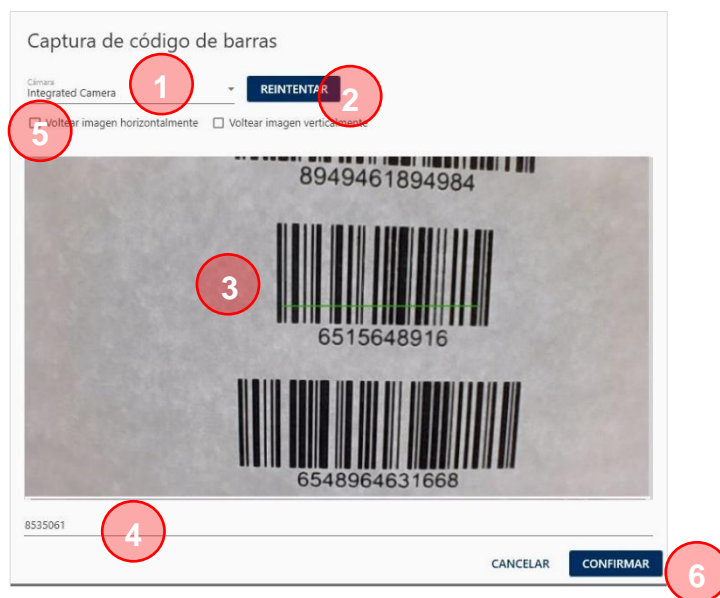 Captura de código de barras
Cámara
Integrated Camera
1
REINTENTAR
2
5
Voltear imagen horizontalmente
Voltear imagen verticalmente
8949461894984
3
6515648916
6548964631668
8535061
4
CANCELAR
CONFIRMAR
6